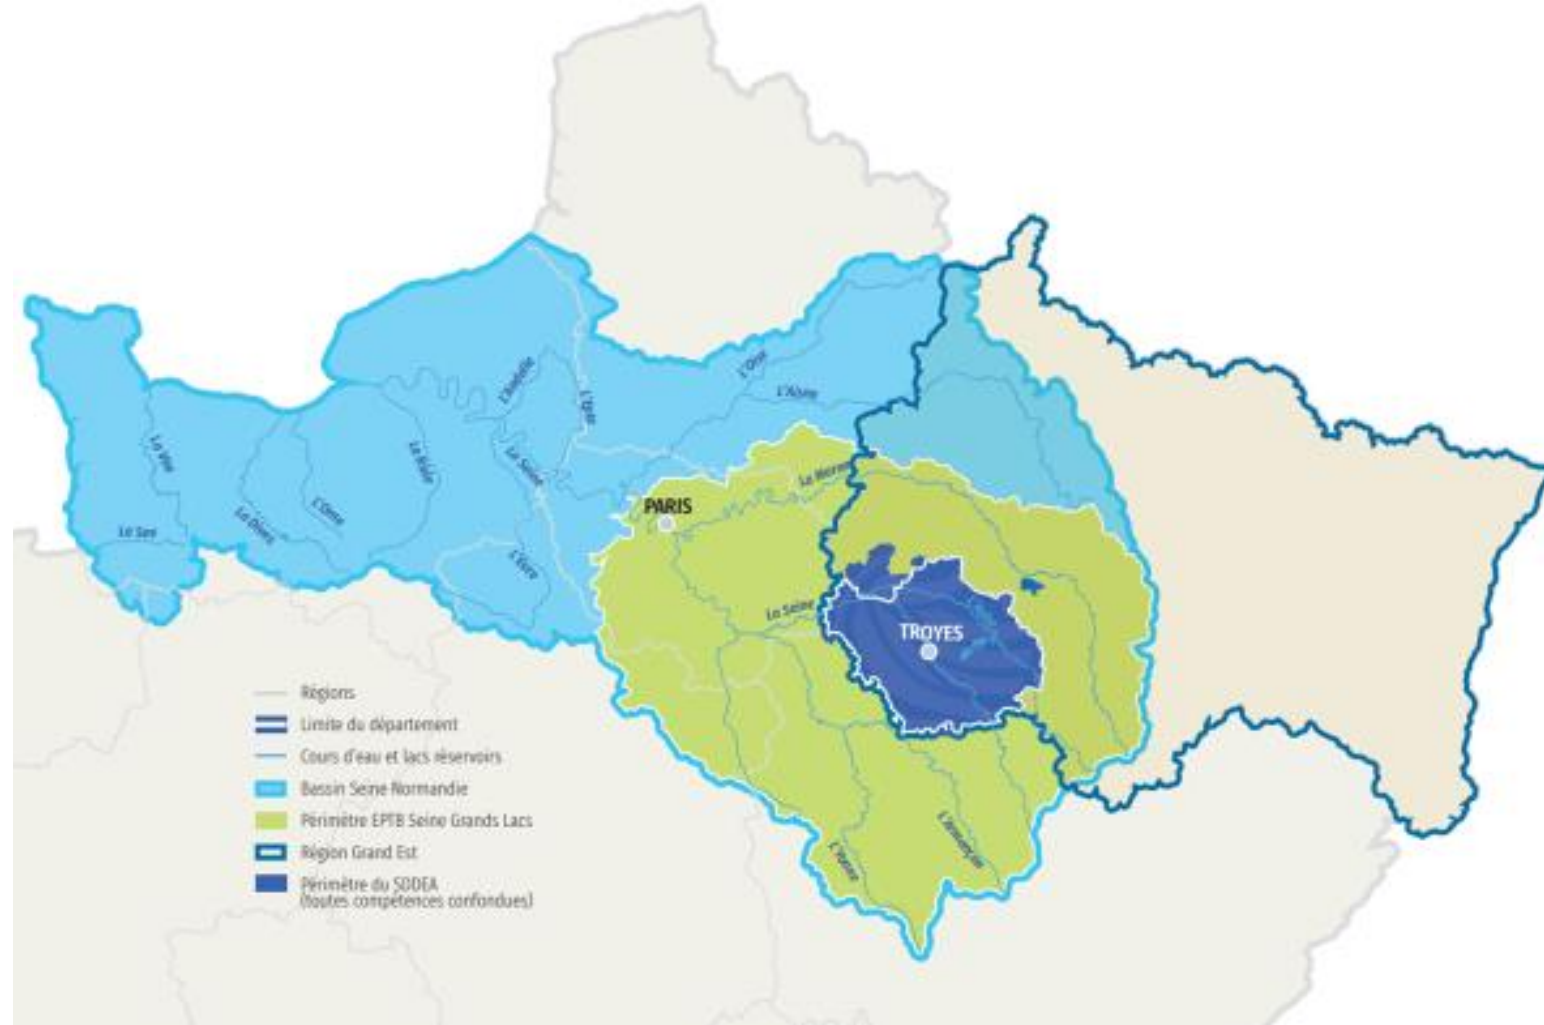 L'Oise
L'Andelle
L'Aisne
L'Epte
La Vire
La Risle
La Seine
La Marne
PARIS
L'Orne
La Dives
La See
L'Eure
La Seine
TROYES
Régions
Limite du département
Cours d'eau et lacs réservoirs
Bassin Seine Normandie
Périmètre EPTB Seine Grands Lacs
Région Grand Est
Périmètre du SDDEA
(toutes compétences confondues)
L'Yonne
L'Armançon